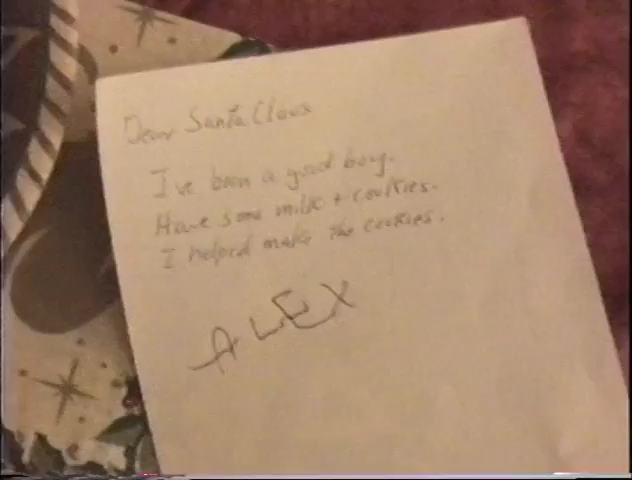 Dear Santa Claus
I've been a good boy.
Have some milk + cookies.
I helped make the cookies.
ALEX